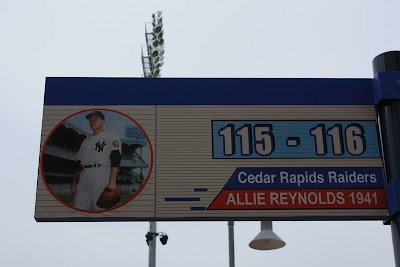 115 - 116
Cedar Rapids Raiders
ALLIE REYNOLDS 1941